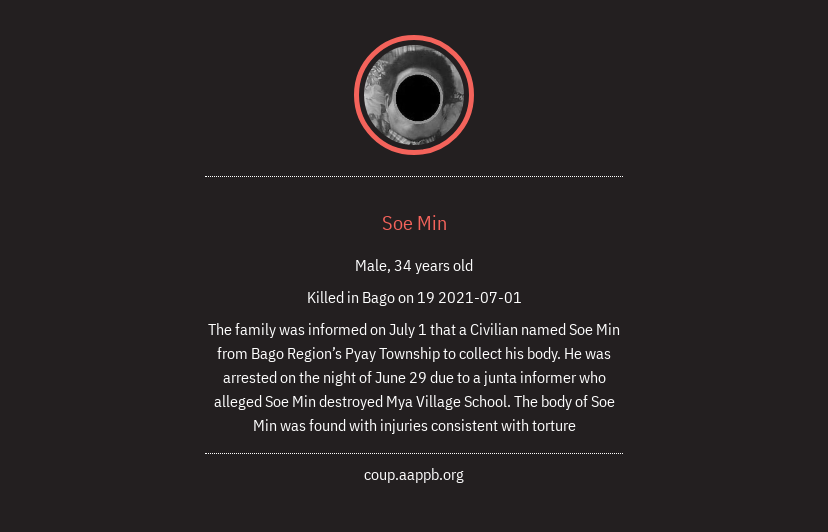 Soe Min
Male, 34 years old
Killed in Bago on 19 2021-07-01
The family was informed on July 1 that a Civilian named Soe Min
from Bago Region’s Pyay Township to collect his body. He was
arrested on the night of June 29 due to a junta informer who
alleged Soe Min destroyed Mya Village School. The body of Soe
Min was found with injuries consistent with torture
coup.aappb.org